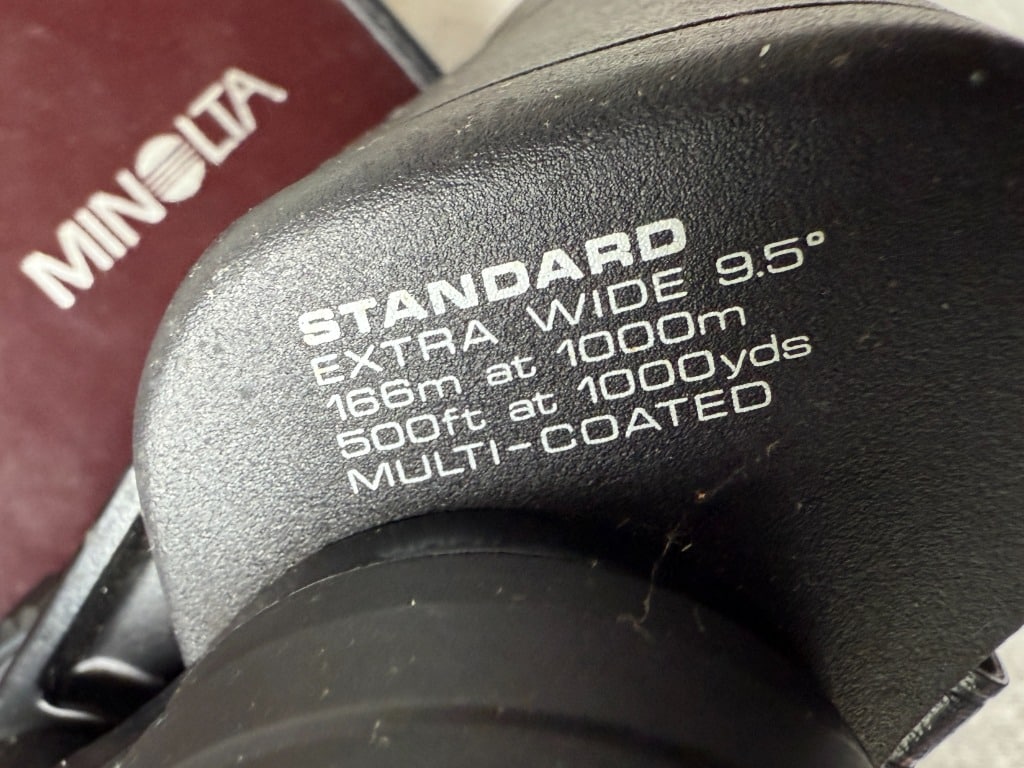 MINOLTA
STANDARD
EXTRA WIDE 9.5°
166m at 1000m
500ft at 1000yds
MULTI-COATED